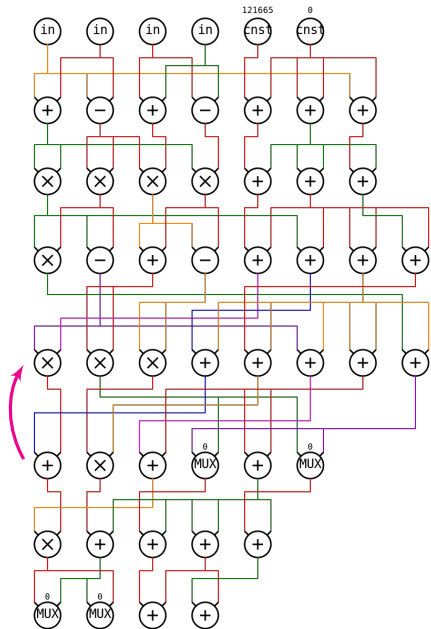 121665 0
in in in in cnst cnst
+ − + − + + +
× × × × + + +
× − + − + + + +
× × × + + + + +
0 0
+ × + MUX + MUX
× + + + +
0 0
MUX MUX + +